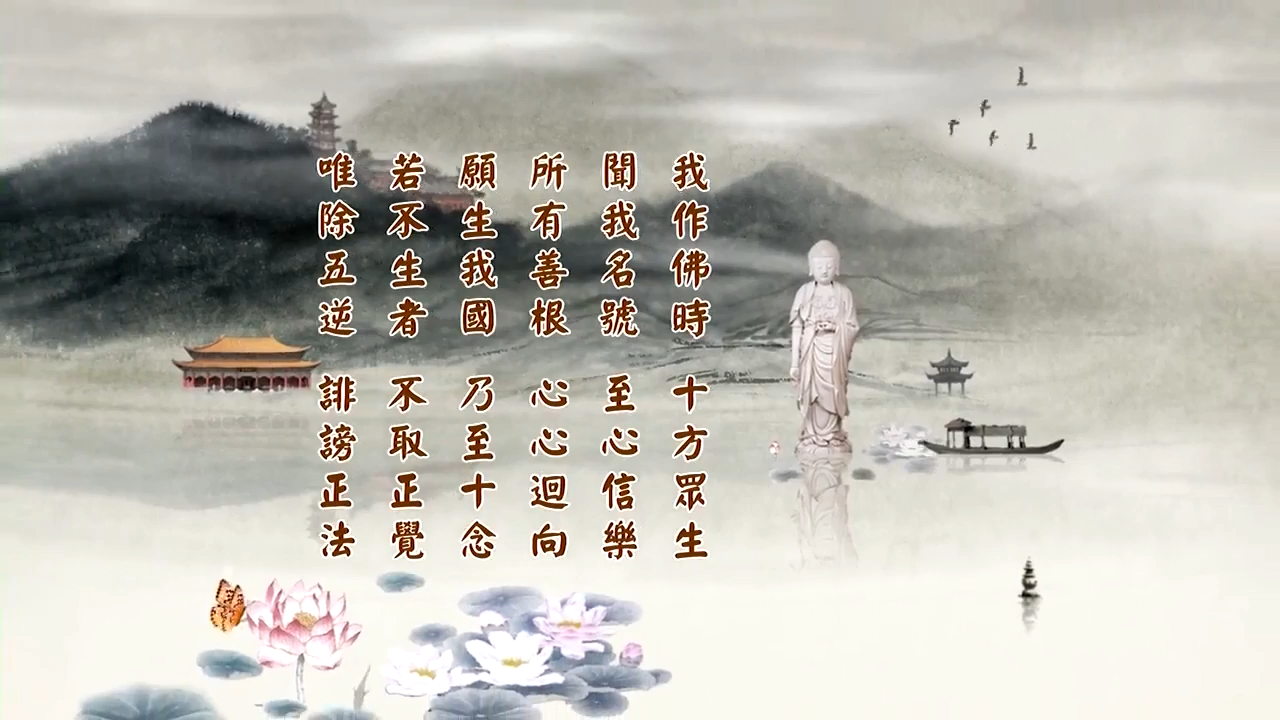 我作佛時 十方眾生
聞我名號 至心信樂
所有善根 心心迴向
願生我國 乃至十念
若不生者 不取正覺
唯除五逆 誹謗正法